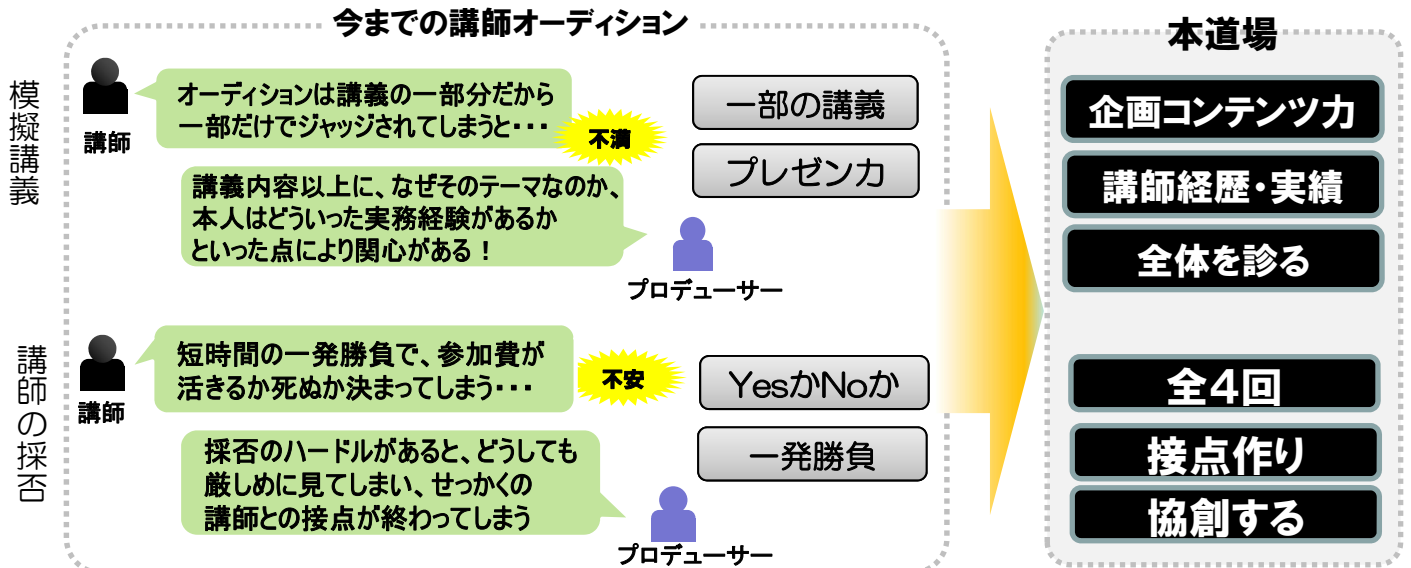 今までの講師オーディション
模擬講義
講師
オーディションは講義の一部分だから
一部だけでジャッジされてしまうと・・・
不満
講義内容以上に、なぜそのテーマなのか、
本人はどういった実務経験があるか
といった点により関心がある！
プロデューサー
一部の講義
プレゼン力
講師の採否
講師
短時間の一発勝負で、参加費が
活きるか死ぬか決まってしまう・・・
不安
採否のハードルがあると、どうしても
厳しめに見てしまい、せっかくの
講師との接点が終わってしまう
プロデューサー
YesかNoか
一発勝負
本道場
企画コンテンツ力
講師経歴・実績
全体を診る
全4回
接点作り
協創する